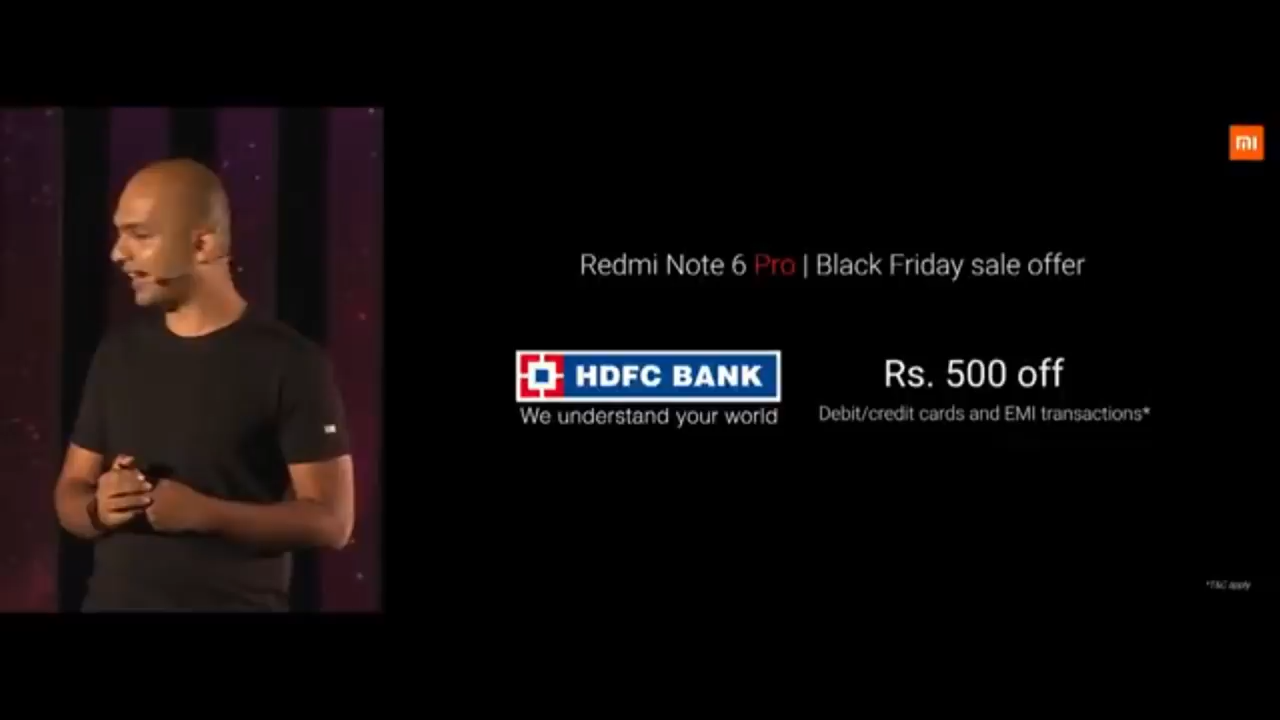 mi
Redmi Note 6 Pro | Black Friday sale offer
HDFC BANK
We understand your world
Rs. 500 off
Debit/credit cards and EMI transactions*
*T&C apply